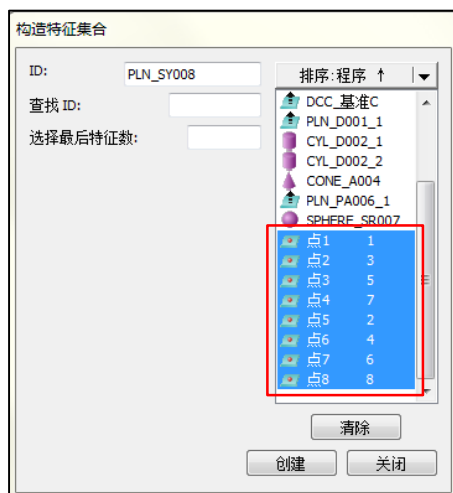 构造特征集合
ID: PLN_SY008
查找 ID:
选择最后特征数:
排序:程序 ↑
DCC_基准C
PLN_D001_1
CYL_D002_1
CYL_D002_2
CONE_A004
PLN_PA006_1
SPHERE_SR007
点1 1
点2 3
点3 5
点4 7
点5 2
点6 4
点7 6
点8 8
清除
创建 关闭